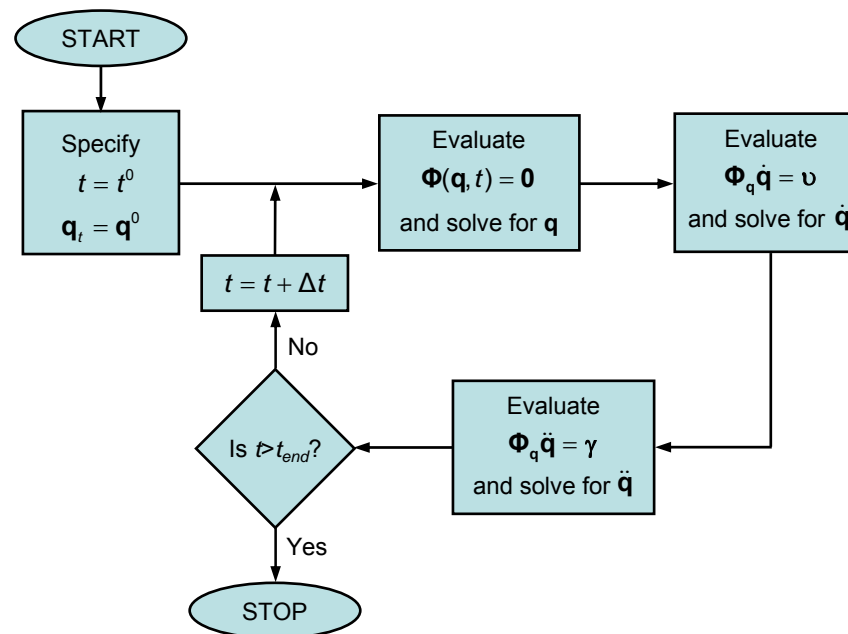 START
Specify
t = t⁰
q_t = q⁰
Evaluate
Φ(q, t) = 0
and solve for q
Evaluate
Φ_q q̇ = υ
and solve for q̇
t = t + Δt
No
Evaluate
Φ_q q̈ = γ
and solve for q̈
Is t>t_end?
Yes
STOP